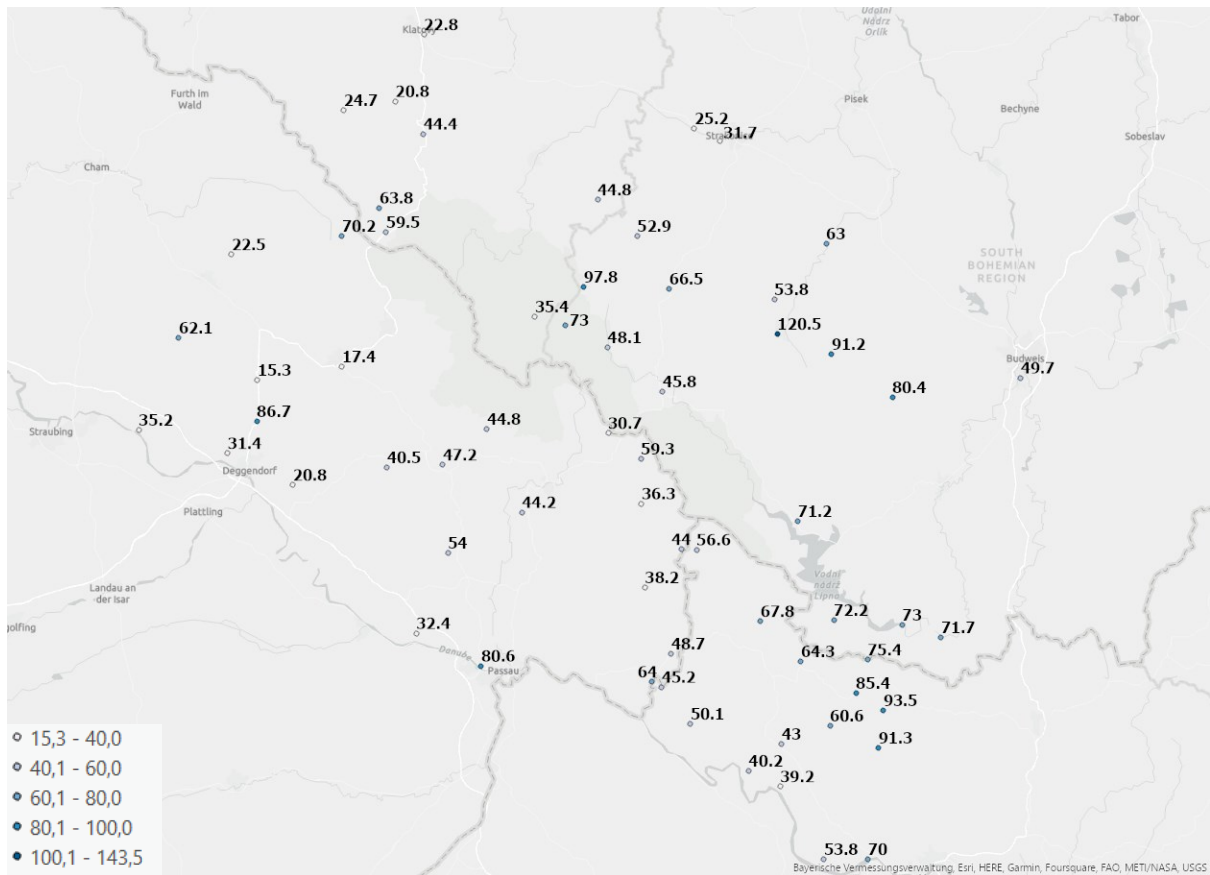 Udolni
Nádrz
Orlík
Tabor
22.8
Klatovy
Furth im
Wald
24.7
20.8
Pisek
Bechyne
44.4
25.2
31.7
Sobeslav
Cham
63.8
44.8
70.2
59.5
52.9
63
22.5
SOUTH
BOHEMIAN
REGION
97.8
66.5
53.8
35.4
73
62.1
120.5
48.1
91.2
17.4
Budweis
49.7
15.3
45.8
80.4
35.2
86.7
44.8
30.7
Straubing
31.4
Deggendorf
40.5
47.2
59.3
20.8
36.3
Plattling
44.2
71.2
54
44
56.6
Landau an
der Isar
38.2
Vodní
nádrž
Lipno
golfing
32.4
67.8
72.2
73
71.7
Danube
80.6
Passau
48.7
64.3
75.4
64
45.2
85.4
93.5
50.1
60.6
15,3 - 40,0
43
91.3
40,1 - 60,0
40.2
39.2
60,1 - 80,0
80,1 - 100,0
100,1 - 143,5
53.8
70
Bayerische Vermessungsverwaltung, Esri, HERE, Garmin, Foursquare, FAO, METI/NASA, USGS